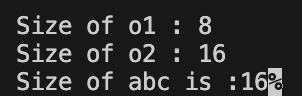 Size of o1 : 8
Size of o2 : 16
Size of abc is :16%